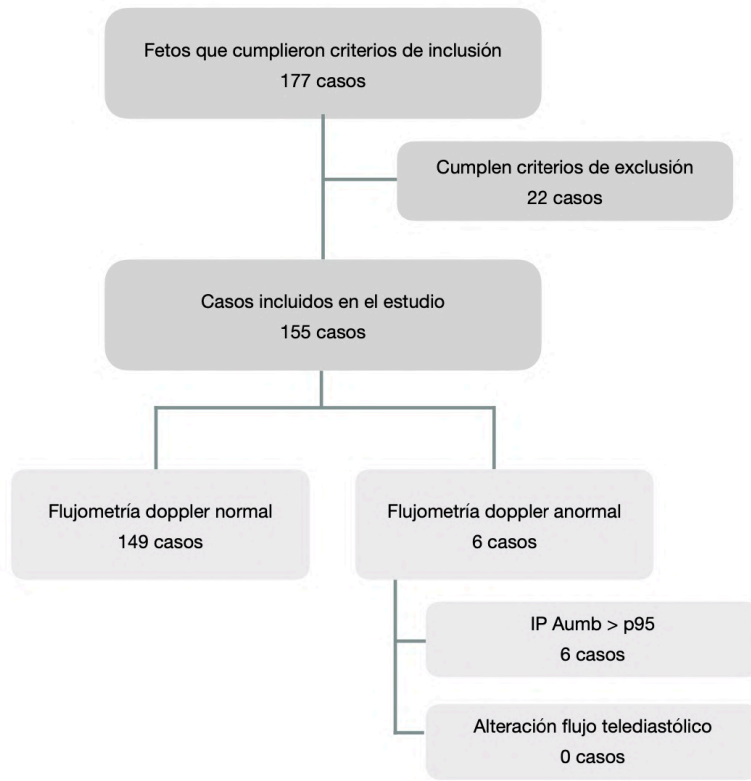 Fetos que cumplieron criterios de inclusión
177 casos
Cumplen criterios de exclusión
22 casos
Casos incluidos en el estudio
155 casos
Flujometría doppler normal
149 casos
Flujometría doppler anormal
6 casos
IP Aumb > p95
6 casos
Alteración flujo telediastólico
0 casos